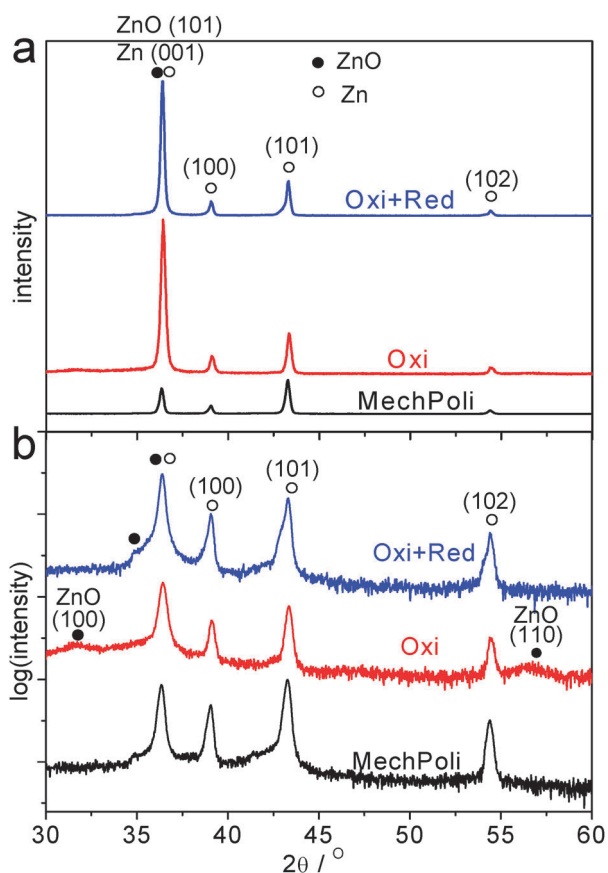 a
ZnO (101)
Zn (001)
● ZnO
○ Zn
(100)
(101)
(102)
Oxi+Red
Oxi
MechPoli
intensity
b
(100)
(101)
(102)
Oxi+Red
ZnO
(100)
Oxi
ZnO
(110)
MechPoli
log(intensity)
30 35 40 45 50 55 60
2θ / °